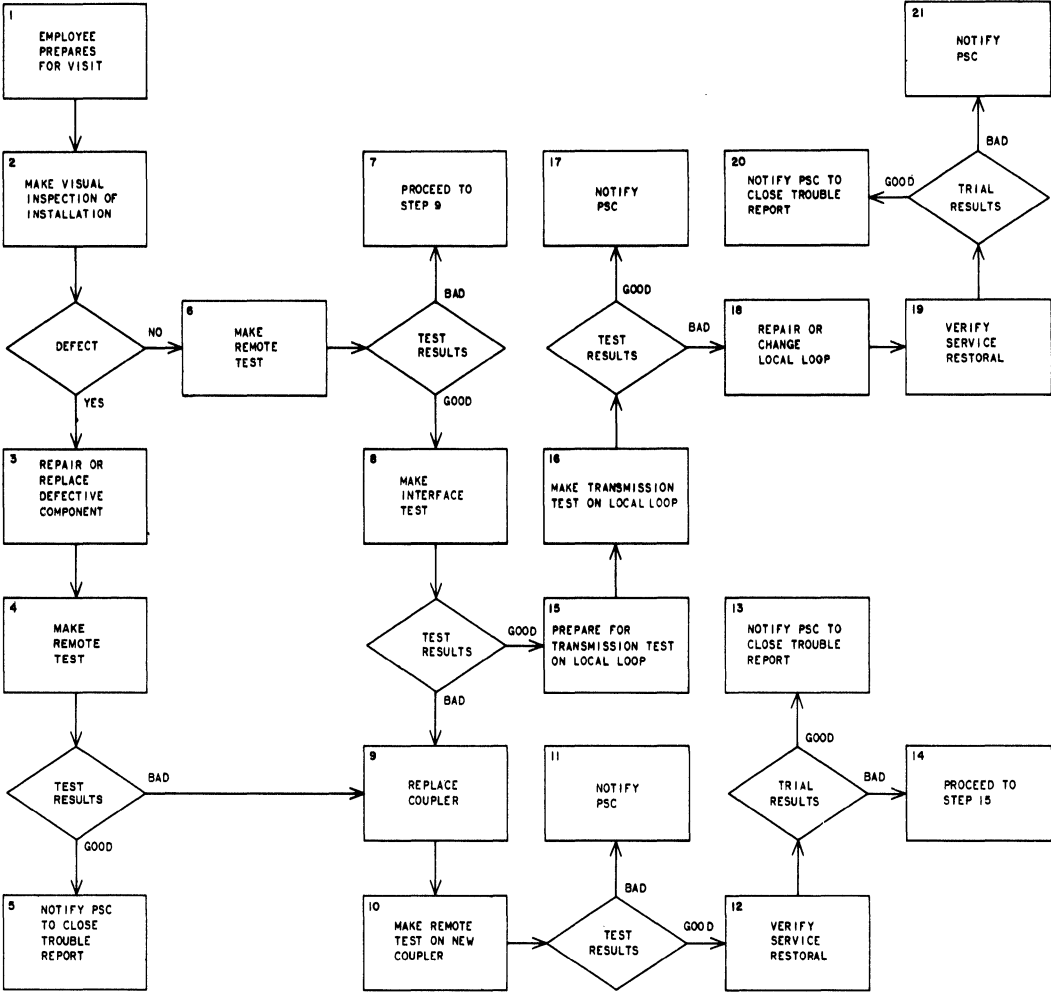 1
EMPLOYEE
PREPARES
FOR VISIT
2
MAKE VISUAL
INSPECTION OF
INSTALLATION
DEFECT
NO
YES
3
REPAIR OR
REPLACE
DEFECTIVE
COMPONENT
4
MAKE
REMOTE
TEST
TEST
RESULTS
BAD
GOOD
5
NOTIFY PSC
TO CLOSE
TROUBLE
REPORT
6
MAKE
REMOTE
TEST
7
PROCEED TO
STEP 9
BAD
TEST
RESULTS
GOOD
8
MAKE
INTERFACE
TEST
TEST
RESULTS
GOOD
BAD
9
REPLACE
COUPLER
10
MAKE REMOTE
TEST ON NEW
COUPLER
11
NOTIFY
PSC
BAD
TEST
RESULTS
GOOD
12
VERIFY
SERVICE
RESTORAL
13
NOTIFY PSC TO
CLOSE TROUBLE
REPORT
GOOD
TRIAL
RESULTS
BAD
14
PROCEED TO
STEP 15
15
PREPARE FOR
TRANSMISSION TEST
ON LOCAL LOOP
16
MAKE TRANSMISSION
TEST ON LOCAL LOOP
17
NOTIFY
PSC
GOOD
TEST
RESULTS
BAD
18
REPAIR OR
CHANGE
LOCAL LOOP
19
VERIFY
SERVICE
RESTORAL
20
NOTIFY PSC TO
CLOSE TROUBLE
REPORT
GOOD
TRIAL
RESULTS
BAD
21
NOTIFY
PSC